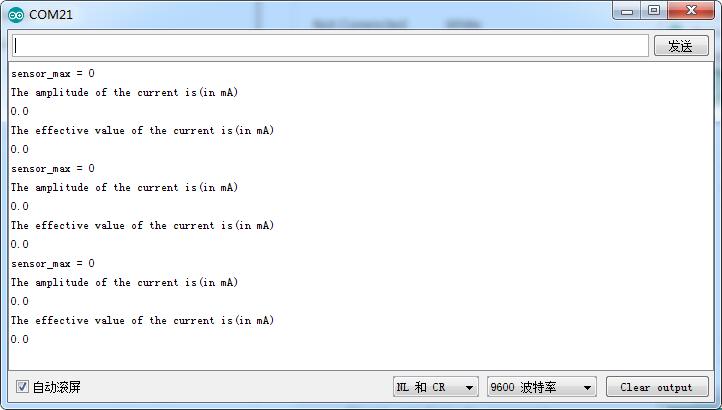 COM21
发送
sensor_max = 0
The amplitude of the current is(in mA)
0.0
The effective value of the current is(in mA)
0.0
sensor_max = 0
The amplitude of the current is(in mA)
0.0
The effective value of the current is(in mA)
0.0
sensor_max = 0
The amplitude of the current is(in mA)
0.0
The effective value of the current is(in mA)
0.0
自动滚屏
NL 和 CR
9600 波特率
Clear output